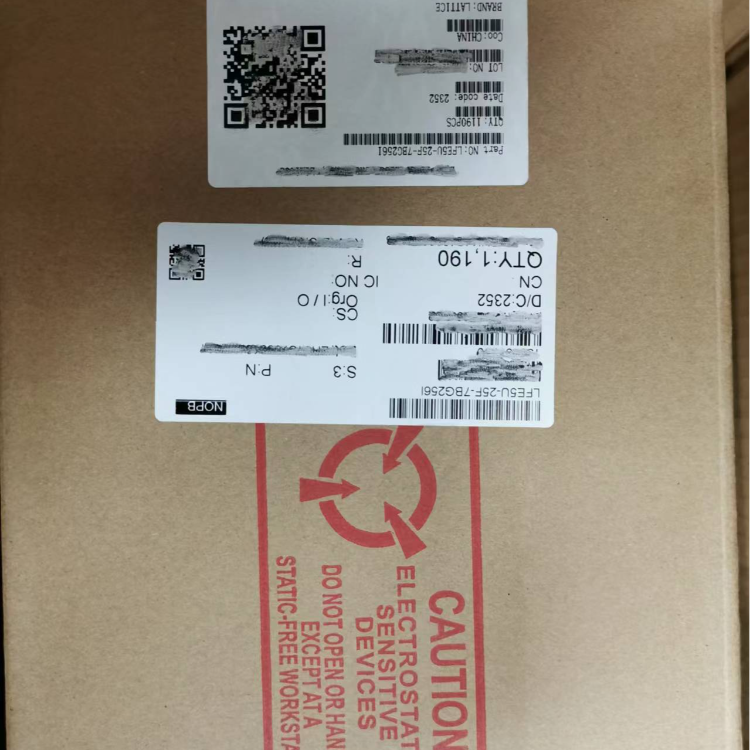 Part NO:LFE5U-25F-7BG256I
QTY:1190PCS
Date code: 2352
LOT NO:
Coo:CHINA
BRAND:LATTICE
LFE5U-25F-7BG256I
NOPB
S:3 P:N
D/C:2352
CS:
Org:I / O
CN
IC NO:
QTY:1,190
R:
CAUTION
ELECTROSTAT
SENSITIVE
DEVICES
DO NOT OPEN OR HAN
EXCEPT AT A
STATIC-FREE WORKSTA